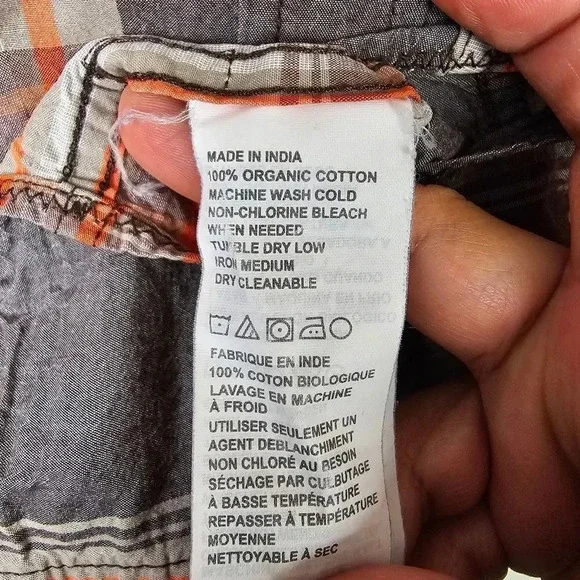 MADE IN INDIA
100% ORGANIC COTTON
MACHINE WASH COLD
NON-CHLORINE BLEACH
WHEN NEEDED
TUMBLE DRY LOW
IRON MEDIUM
DRY CLEANABLE
FABRIQUE EN INDE
100% COTON BIOLOGIQUE
LAVAGE EN MACHINE
À FROID
UTILISER SEULEMENT UN
AGENT DEBLANCHIMENT
NON CHLORÉ AU BESOIN
SÉCHAGE PAR CULBUTAGE
À BASSE TEMPÉRATURE
REPASSER À TEMPÉRATURE
MOYENNE
NETTOYABLE À SEC